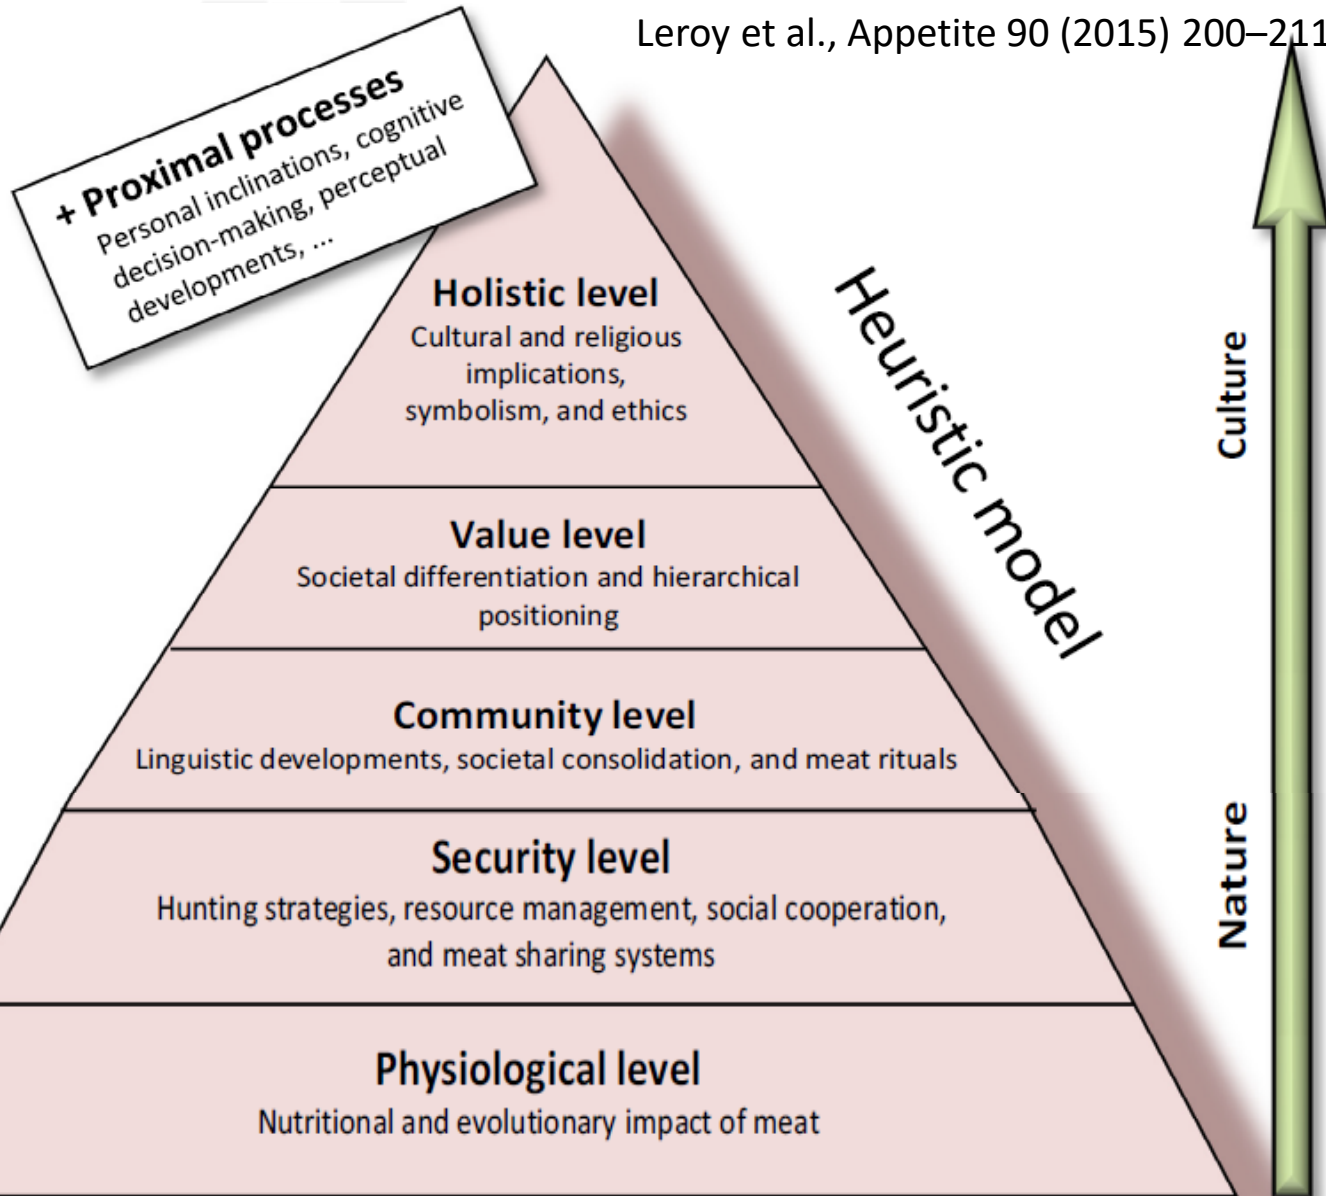 Leroy et al., Appetite 90 (2015) 200–211
+ Proximal processes
Personal inclinations, cognitive
decision-making, perceptual
developments, ...
Holistic level
Cultural and religious
implications,
symbolism, and ethics
Value level
Societal differentiation and hierarchical
positioning
Community level
Linguistic developments, societal consolidation, and meat rituals
Security level
Hunting strategies, resource management, social cooperation,
and meat sharing systems
Physiological level
Nutritional and evolutionary impact of meat
Heuristic model
Culture
Nature